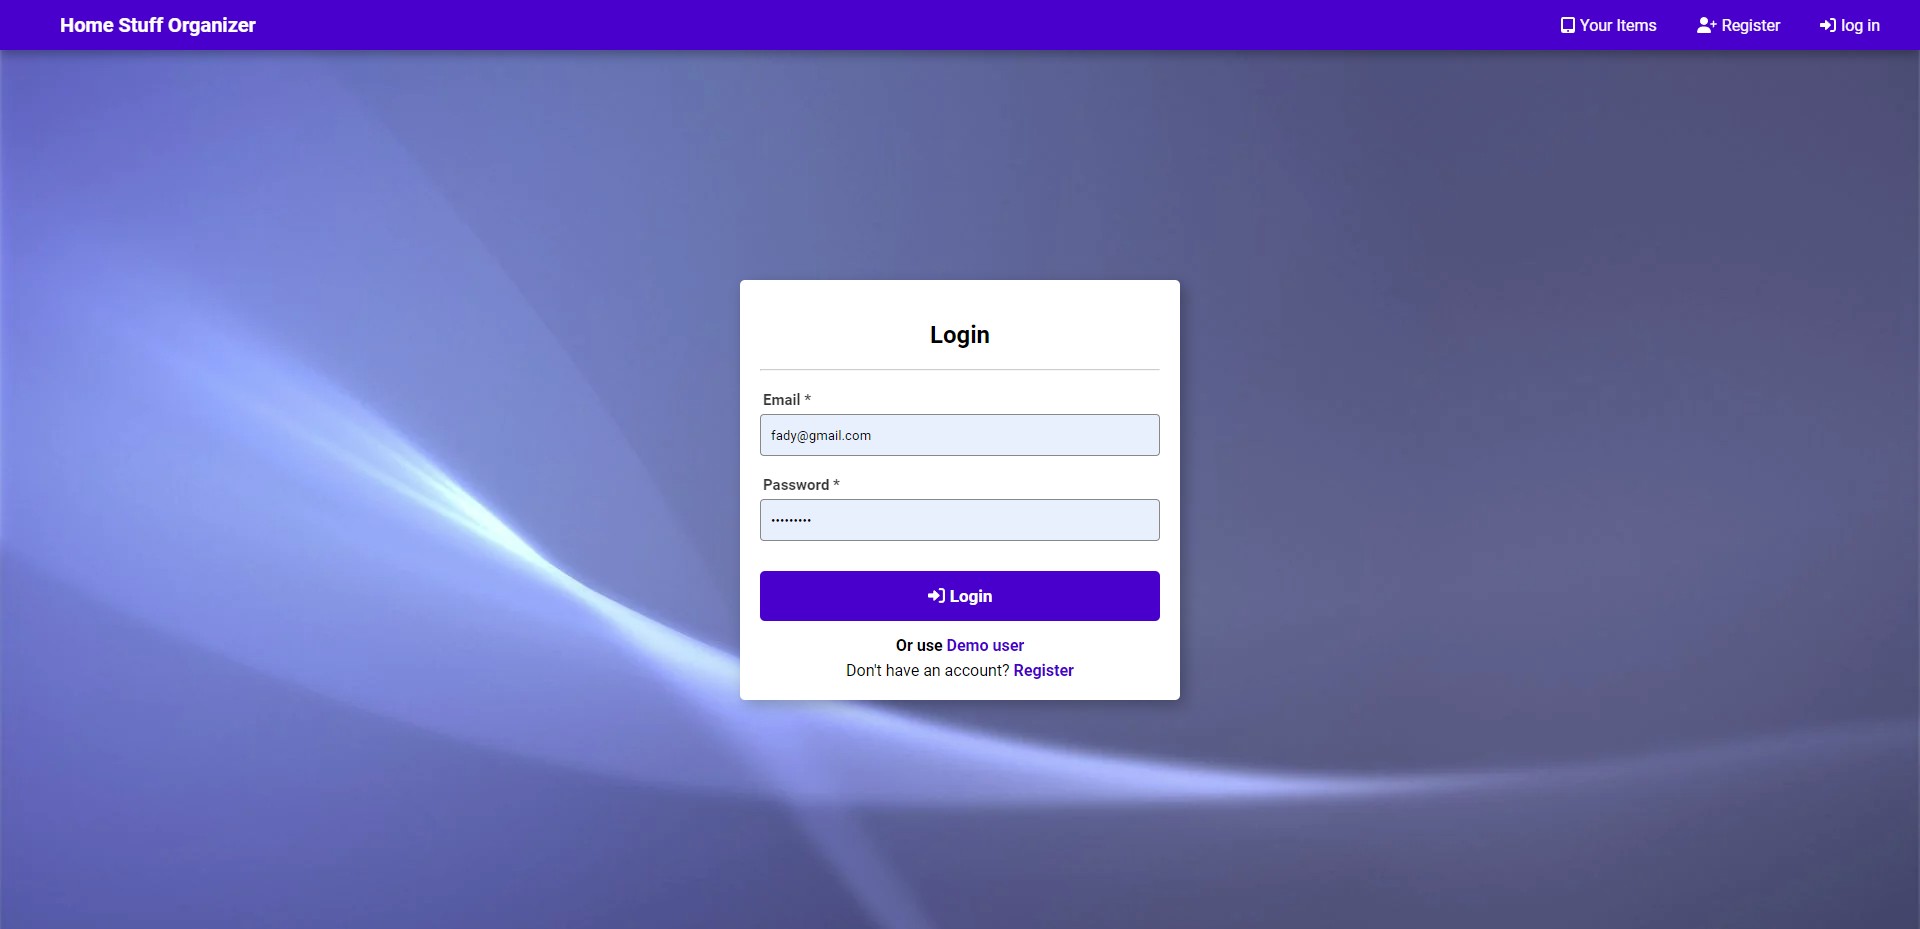 Home Stuff Organizer
Your Items
Register
log in
Login
Email *
fady@gmail.com
Password *
•••••••••
Login
Or use Demo user
Don't have an account? Register